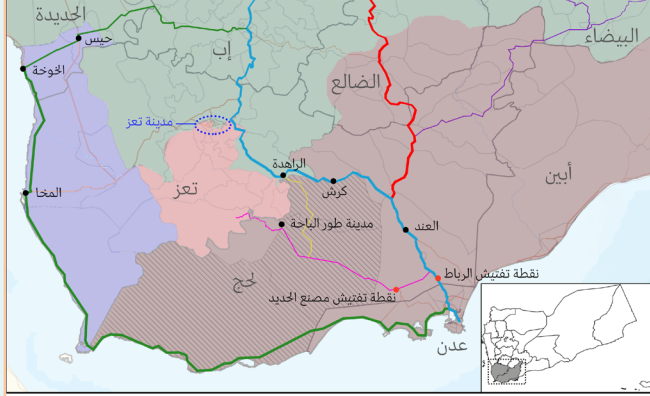 الحديدة
حيس
إب
البيضاء
الخوخة
الضالع
مدينة تعز
الراهدة
أبين
تعز
كرش
المخا
مدينة طور الباحة
العند
لحج
نقطة تفتيش الرباط
نقطة تفتيش مصنع الحديد
عدن